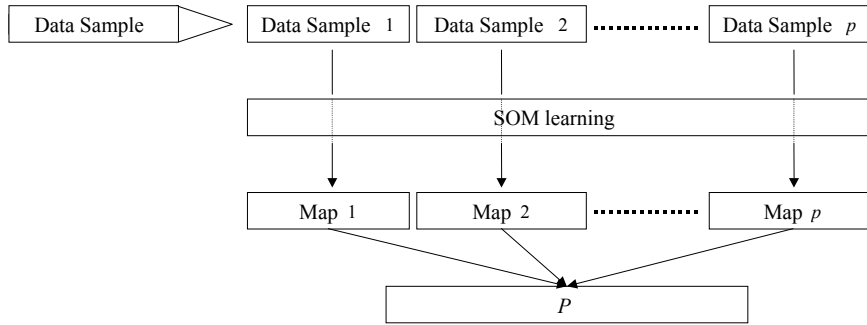 Data Sample
Data Sample 1
Data Sample 2
Data Sample p
SOM learning
Map 1
Map 2
Map p
P